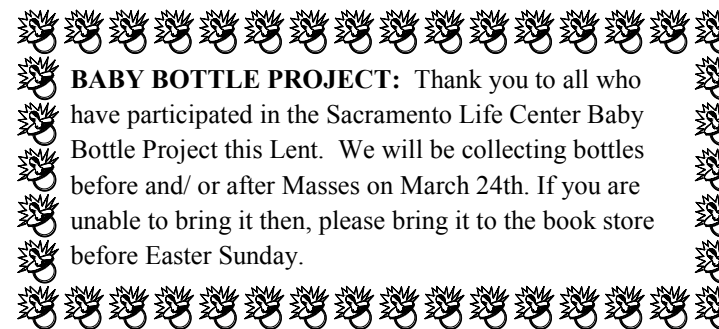 BABY BOTTLE PROJECT: Thank you to all who
have participated in the Sacramento Life Center Baby
Bottle Project this Lent. We will be collecting bottles
before and/ or after Masses on March 24th. If you are
unable to bring it then, please bring it to the book store
before Easter Sunday.